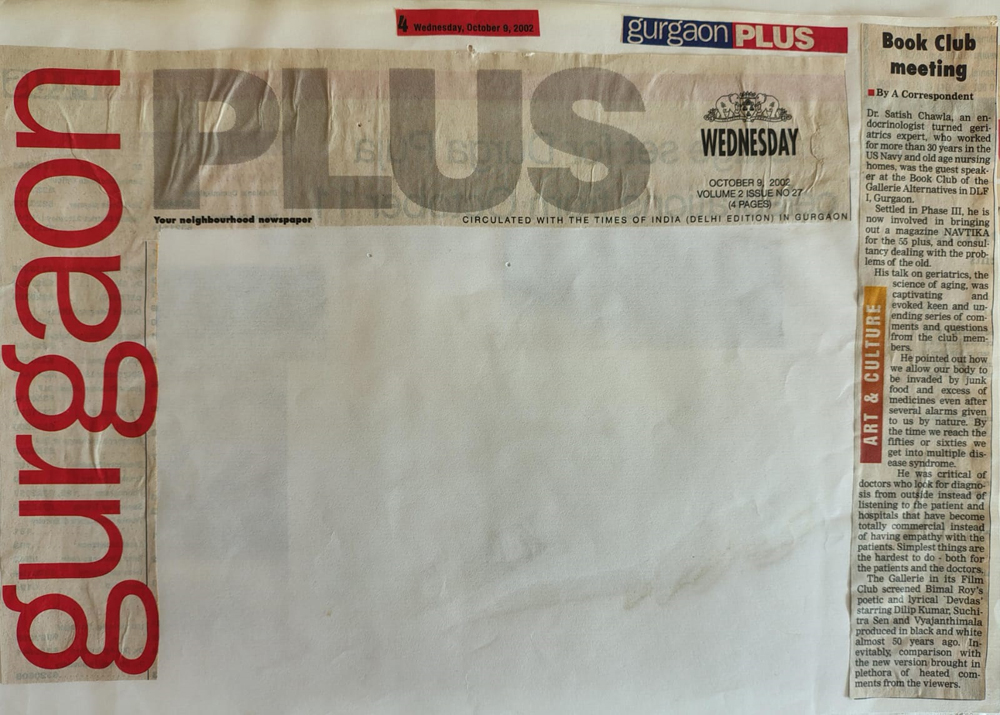 4 Wednesday, October 9, 2002
gurgaon PLUS
gurgaon
PLUS
WEDNESDAY
OCTOBER 9, 2002
VOLUME 2 ISSUE NO 27
(4 PAGES)
Your neighbourhood newspaper
CIRCULATED WITH THE TIMES OF INDIA (DELHI EDITION) IN GURGAON
Book Club
meeting
By A Correspondent
Dr. Satish Chawla, an en-
docrinologist turned geri-
atrics expert, who worked
for more than 30 years in the
US Navy and old age nursing
homes, was the guest speak-
er at the Book Club of the
Gallerie Alternatives in DLF
I, Gurgaon.
Settled in Phase III, he is
now involved in bringing
out a magazine NAVTIKA
for the 55 plus, and consul-
tancy dealing with the prob-
lems of the old.
His talk on geriatrics, the
science of aging, was
captivating and
evoked keen and un-
ending series of com-
ments and questions
from the club mem-
bers.
He pointed out how
we allow our body to
be invaded by junk
food and excess of
medicines even after
several alarms given
to us by nature. By
the time we reach the
fifties or sixties we
get into multiple dis-
ease syndrome.
He was critical of
doctors who look for diagno-
sis from outside instead of
listening to the patient and
hospitals that have become
totally commercial instead
of having empathy with the
patients. Simplest things are
the hardest to do - both for
the patients and the doctors.
The Gallerie in its Film
Club screened Bimal Roy's
poetic and lyrical `Devdas'
starring Dilip Kumar, Suchi-
tra Sen and Vyajanthimala
produced in black and white
almost 50 years ago. In-
evitably, comparison with
the new version brought in
plethora of heated com-
ments from the viewers.
ART & CULTURE